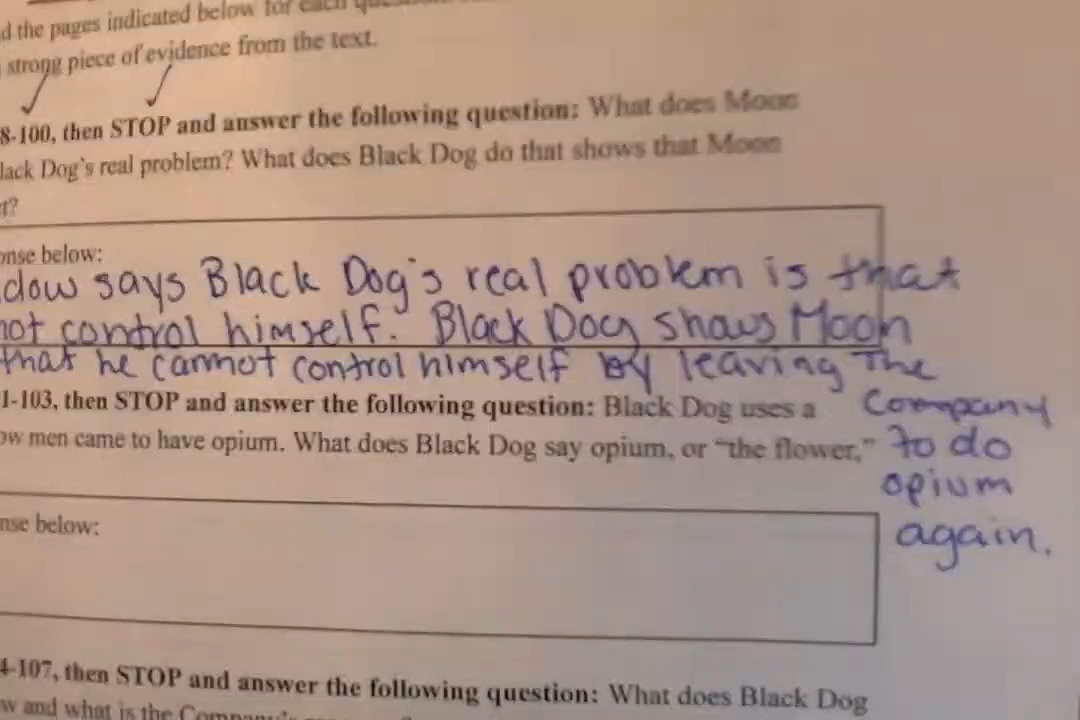 d the pages indicated below for each
strong piece of evidence from the text.
8-100, then STOP and answer the following question: What does Moon
lack Dog's real problem? What does Black Dog do that shows that Moon
t?
onse below:
dow says Black Dog's real problem is that
not control himself. Black Dog shows Moon
that he cannot control himself by leaving the
1-103, then STOP and answer the following question: Black Dog uses a
company
ow men came to have opium. What does Black Dog say opium, or "the flower,"
to do
opium
nse below:
again.
4-107, then STOP and answer the following question: What does Black Dog
w and what is the Company's